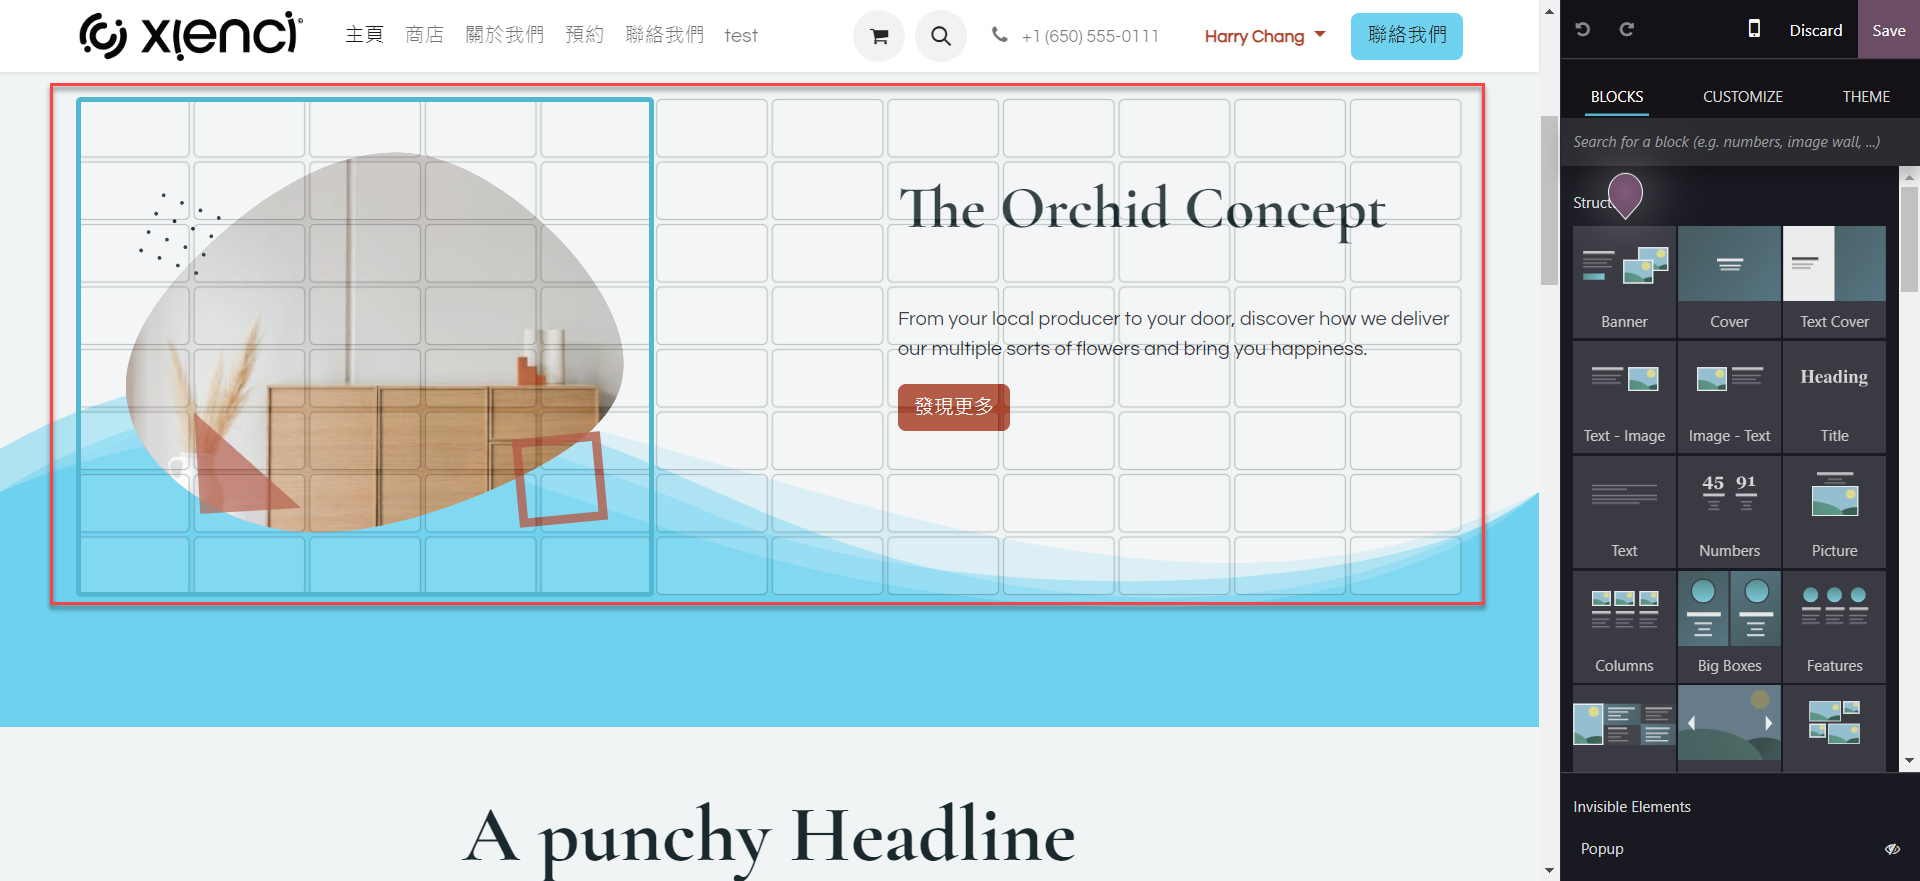 xienci
主頁 商店 關於我們 預約 聯絡我們 test
+1 (650) 555-0111
Harry Chang
聯絡我們
Discard
Save
BLOCKS
CUSTOMIZE
THEME
Search for a block (e.g. numbers, image wall, ...)
The Orchid Concept
From your local producer to your door, discover how we deliver
our multiple sorts of flowers and bring you happiness.
發現更多
A punchy Headline
Struct
Banner
Cover
Text Cover
Text - Image
Image - Text
Heading
Title
Text
45 91
Numbers
Picture
Columns
Big Boxes
Features
Invisible Elements
Popup